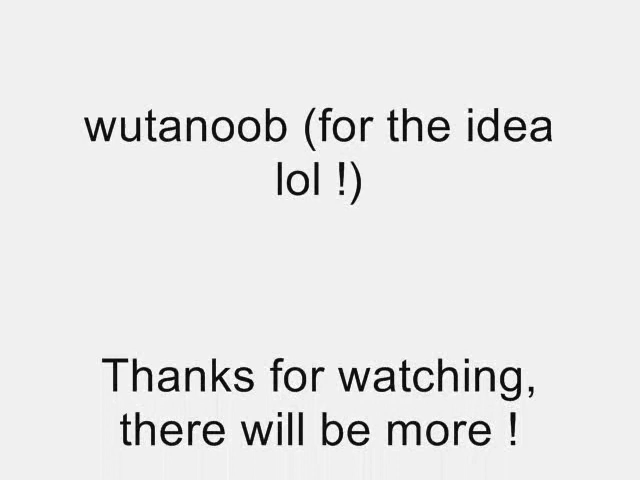 wutanoob (for the idea
lol !)
Thanks for watching,
there will be more !